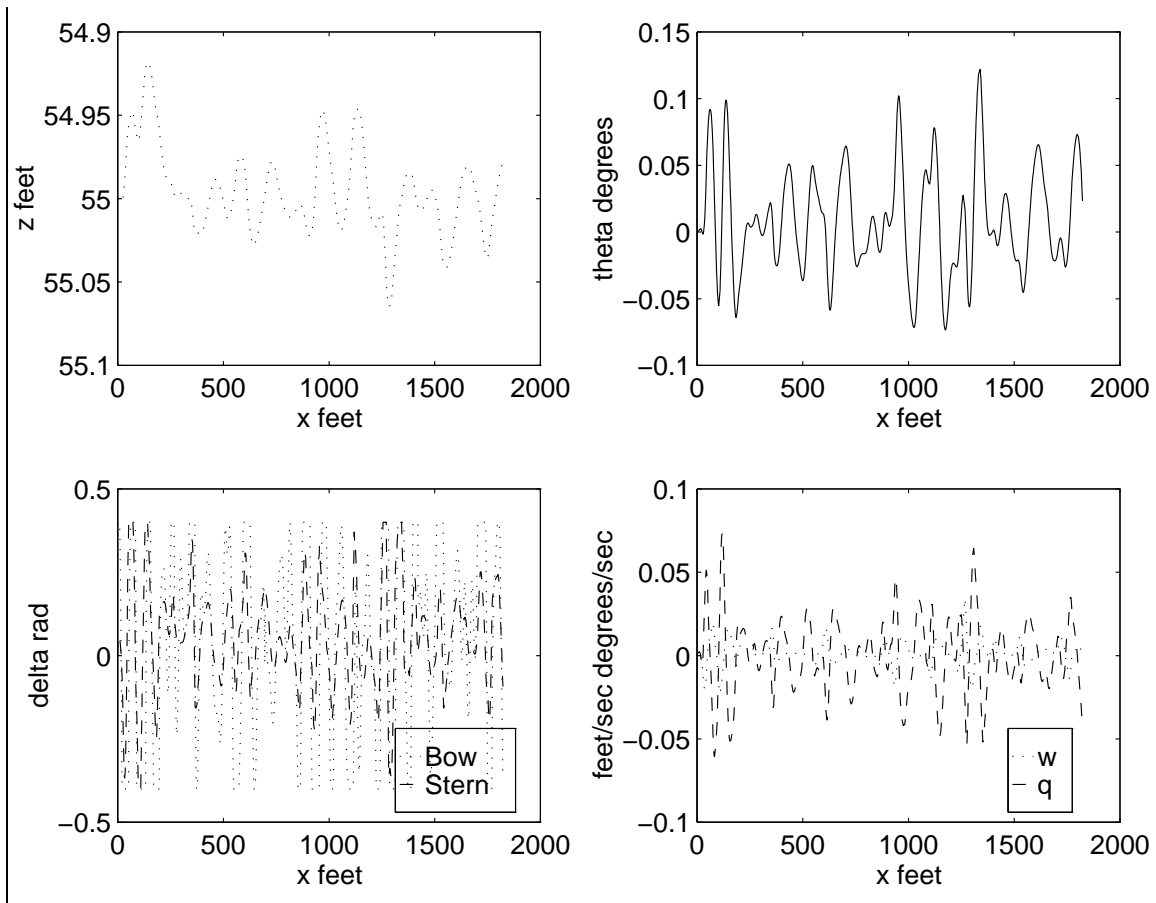 54.9
54.95
55
55.05
55.1
z feet
0 500 1000 1500 2000
x feet
0.15
0.1
0.05
0
−0.05
−0.1
theta degrees
0 500 1000 1500 2000
x feet
0.5
0
−0.5
delta rad
Bow
Stern
0 500 1000 1500 2000
x feet
0.1
0.05
0
−0.05
−0.1
feet/sec degrees/sec
w
q
0 500 1000 1500 2000
x feet